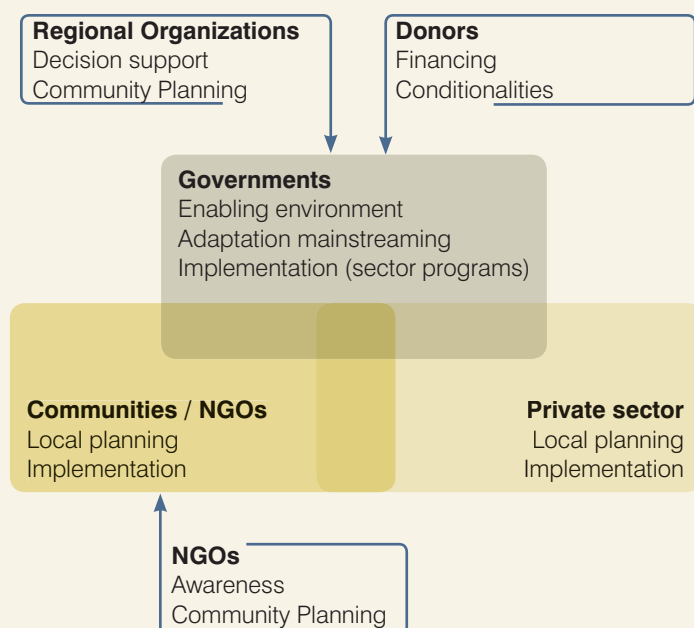 Regional Organizations
Decision support
Community Planning
Donors
Financing
Conditionalities
Governments
Enabling environment
Adaptation mainstreaming
Implementation (sector programs)
Communities / NGOs
Local planning
Implementation
Private sector
Local planning
Implementation
NGOs
Awareness
Community Planning